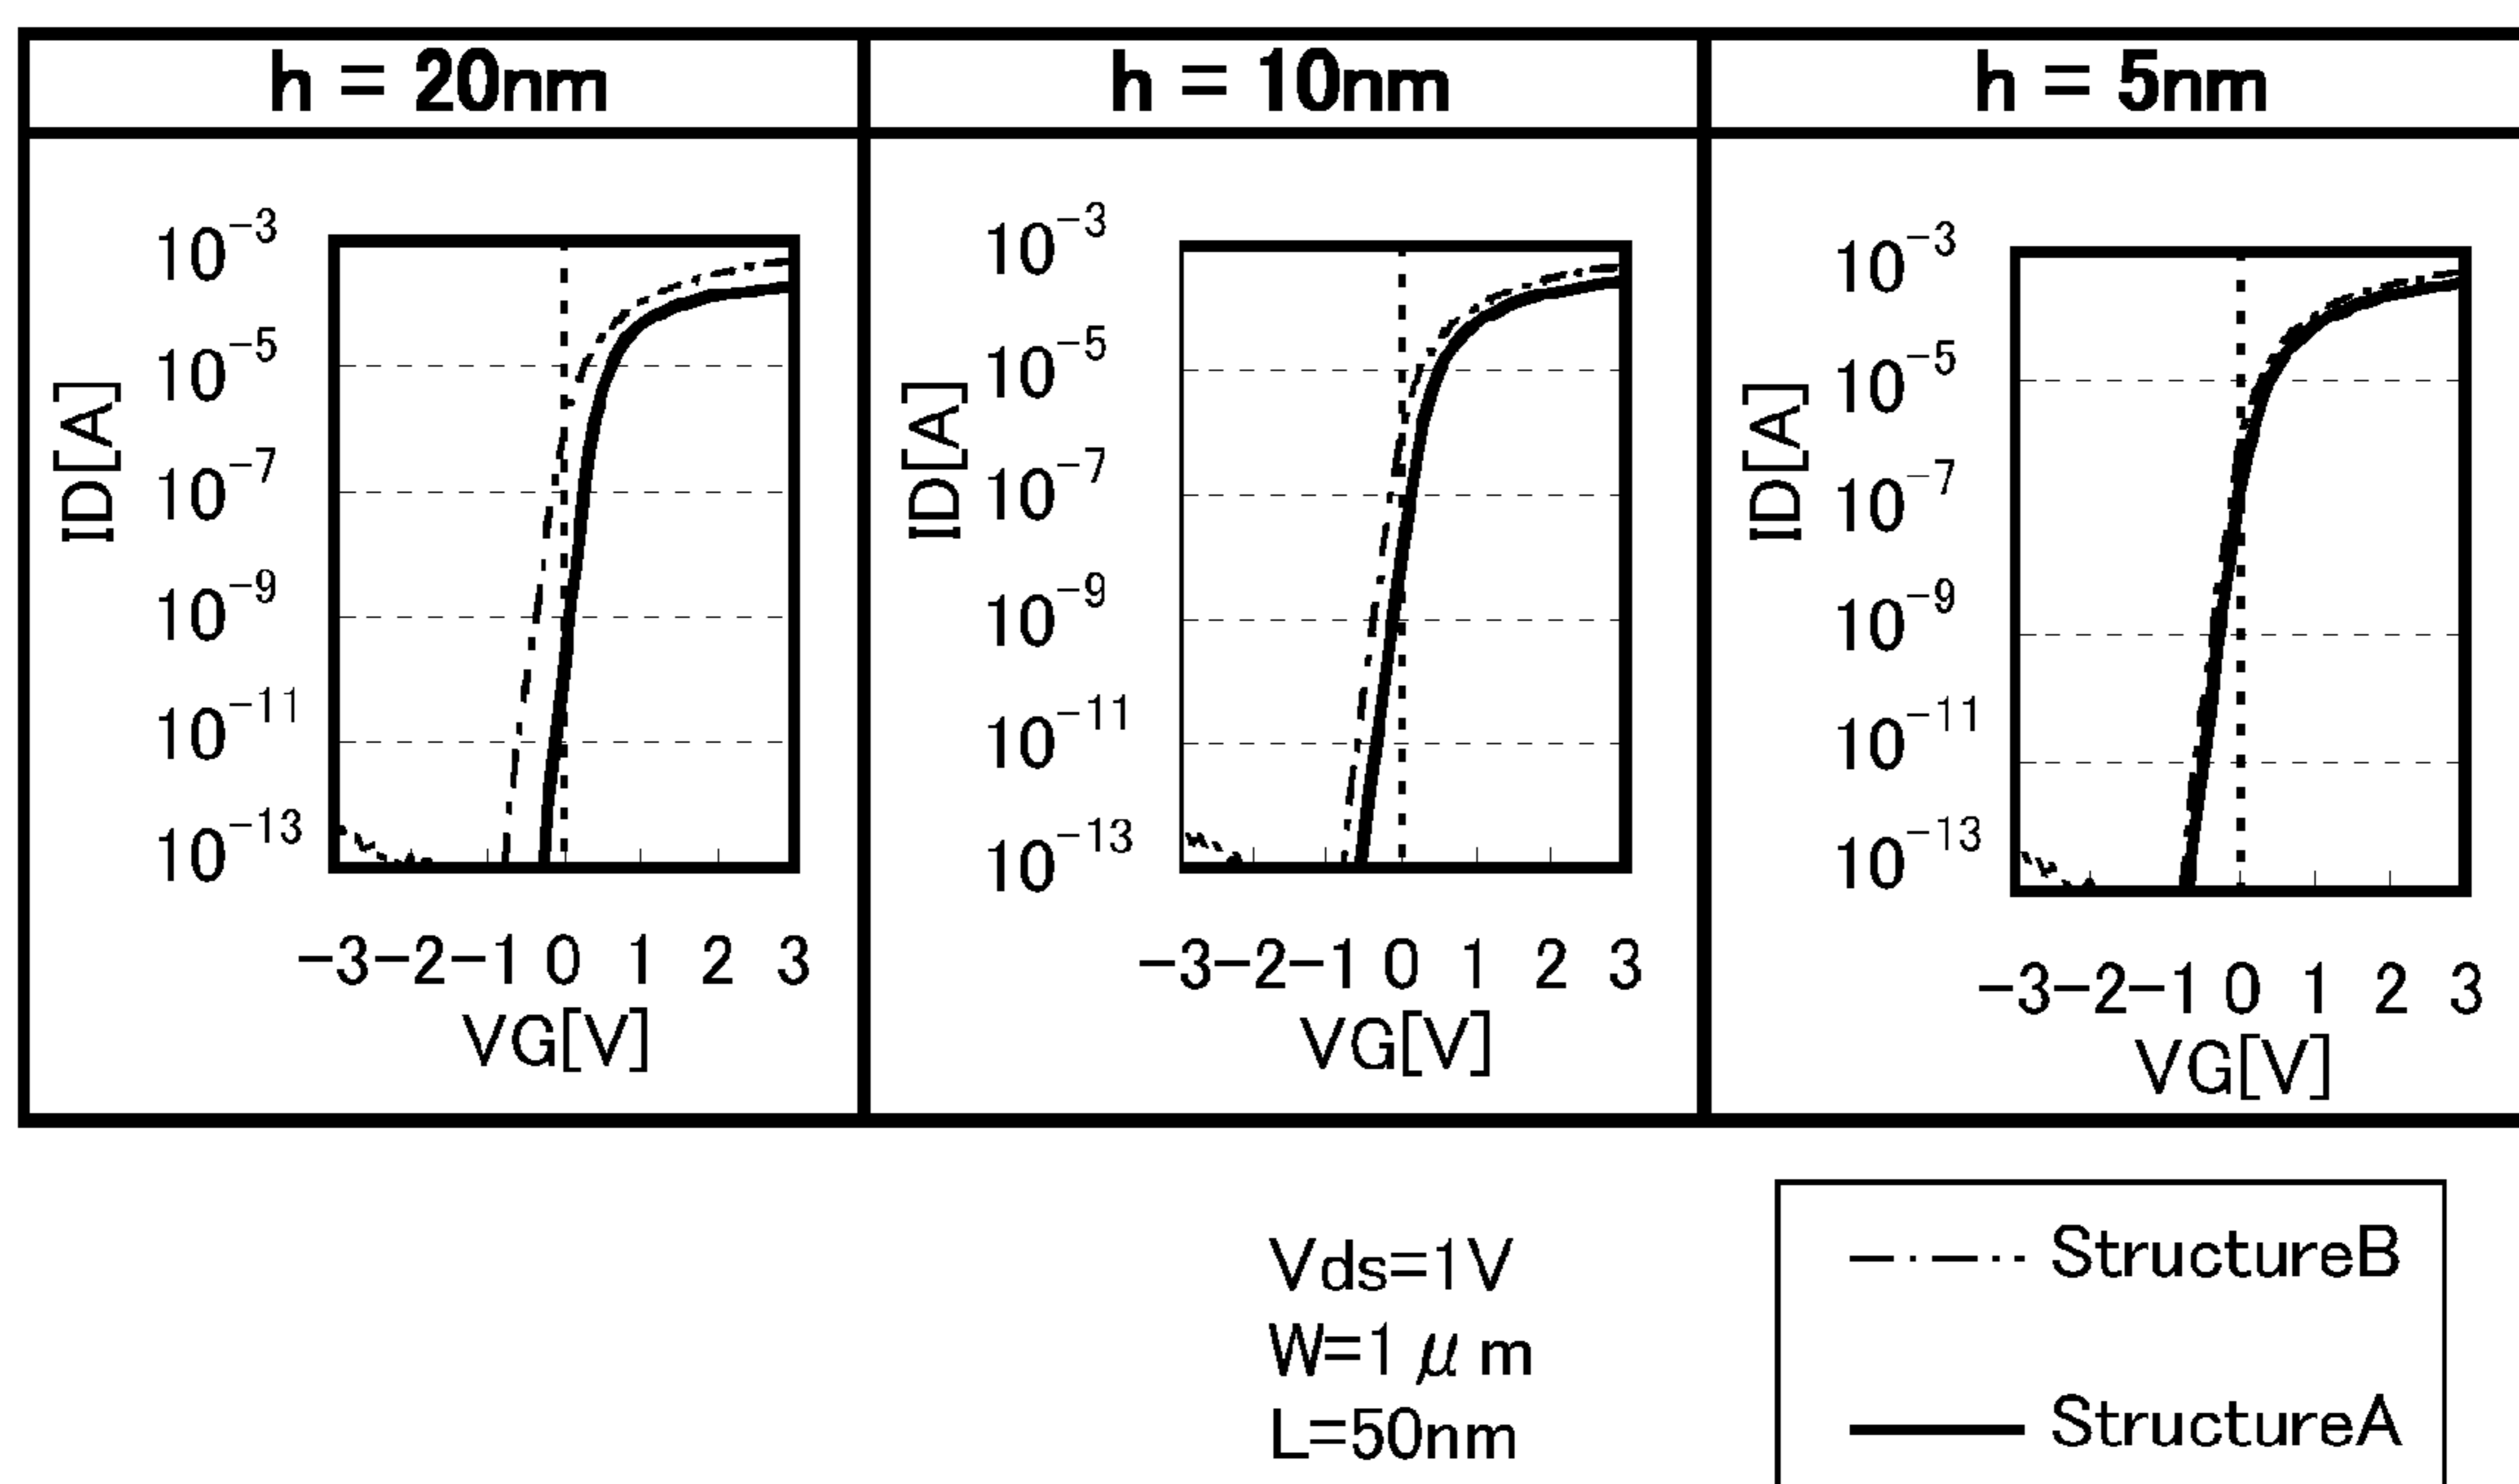 h = 20nm
h = 10nm
h = 5nm
ID[A]
10⁻³
10⁻⁵
10⁻⁷
10⁻⁹
10⁻¹¹
10⁻¹³
-3-2-1 0 1 2 3
VG[V]
ID[A]
10⁻³
10⁻⁵
10⁻⁷
10⁻⁹
10⁻¹¹
10⁻¹³
-3-2-1 0 1 2 3
VG[V]
ID[A]
10⁻³
10⁻⁵
10⁻⁷
10⁻⁹
10⁻¹¹
10⁻¹³
-3-2-1 0 1 2 3
VG[V]
Vds=1V
W=1 μ m
L=50nm
StructureB
StructureA